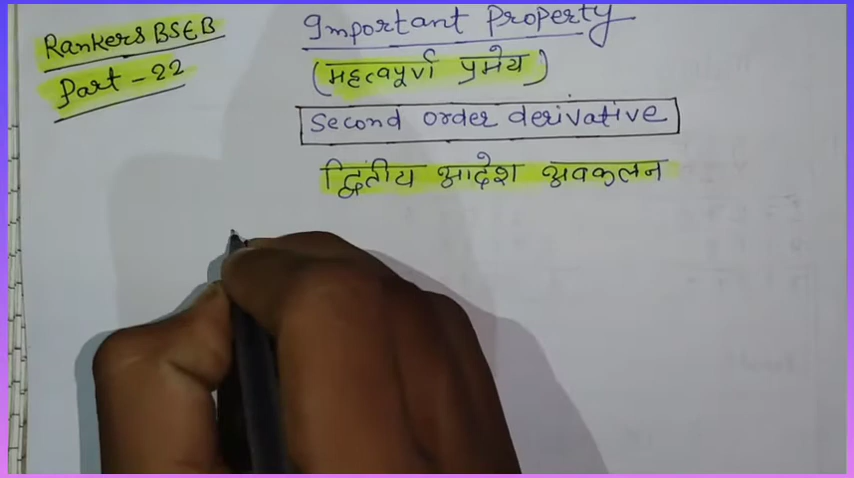 Rankers BSEB
Part - 22
Important Property
(महत्वपूर्ण प्रमेय)
Second order derivative
द्वितीय आदेश अवकलन